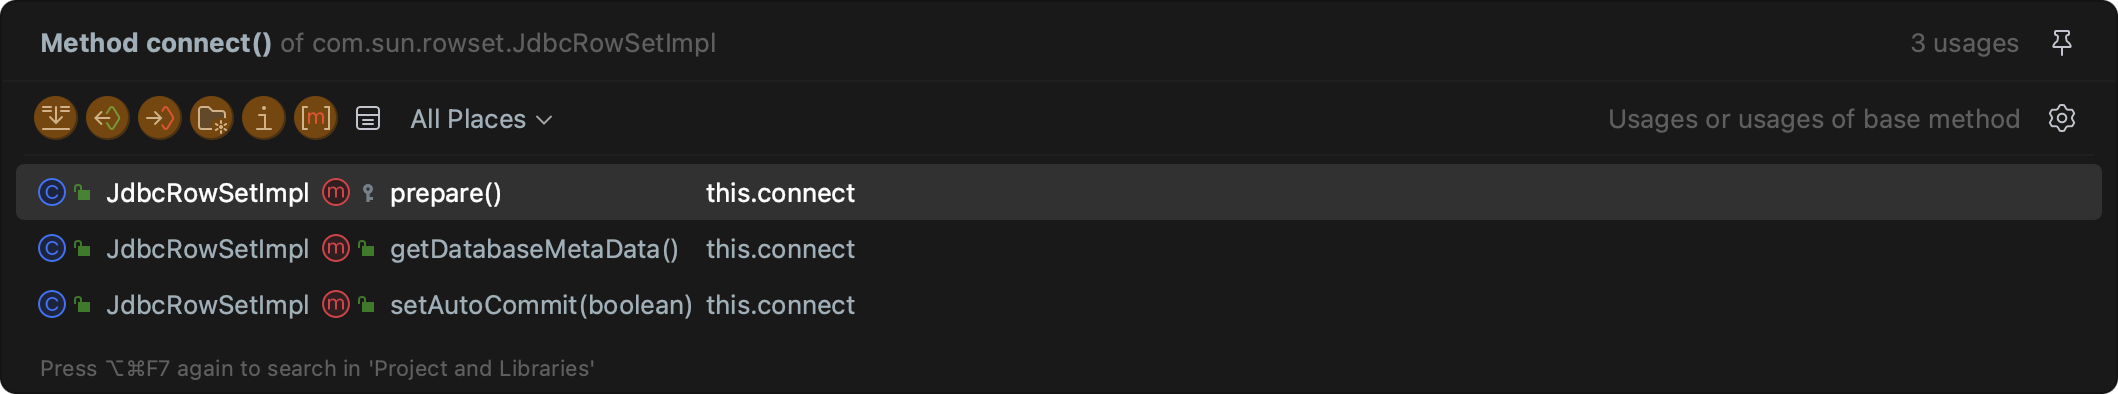 Method connect() of com.sun.rowset.JdbcRowSetImpl 3 usages
All Places Usages or usages of base method
JdbcRowSetImpl prepare() this.connect
JdbcRowSetImpl getDatabaseMetaData() this.connect
JdbcRowSetImpl setAutoCommit(boolean) this.connect
Press ⌥⌘F7 again to search in 'Project and Libraries'